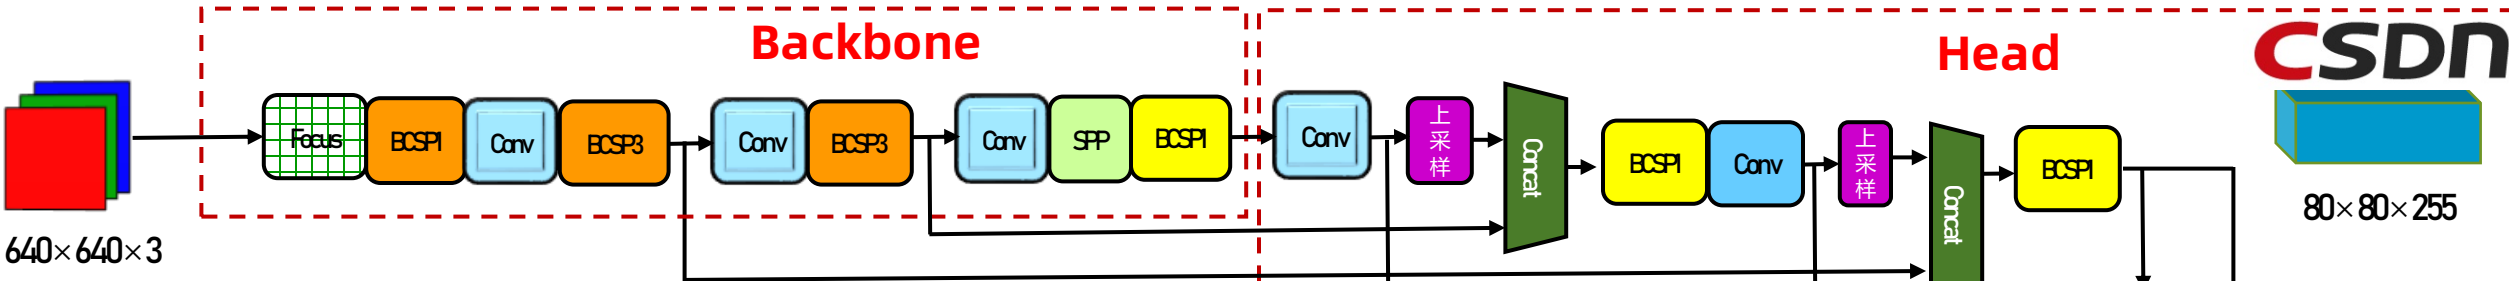 Backbone
Head
CSDN
Focus
BCSP1
Conv
BCSP3
Conv
BCSP3
Conv
SPP
BCSP1
Conv
上采样
Concat
BCSP1
Conv
上采样
Concat
BCSP1
640×640×3
80×80×255